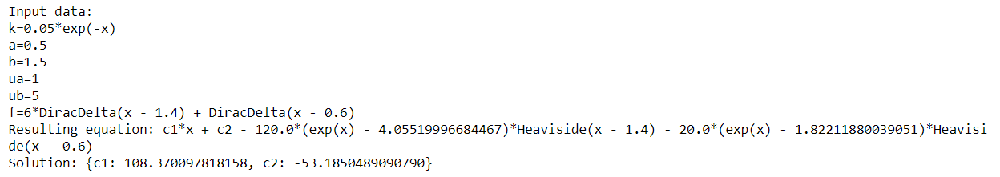 Input data:
k=0.05*exp(-x)
a=0.5
b=1.5
ua=1
ub=5
f=6*DiracDelta(x - 1.4) + DiracDelta(x - 0.6)
Resulting equation: c1*x + c2 - 120.0*(exp(x) - 4.05519996684467)*Heaviside(x - 1.4) - 20.0*(exp(x) - 1.82211880039051)*Heavisi
de(x - 0.6)
Solution: {c1: 108.370097818158, c2: -53.1850489090790}